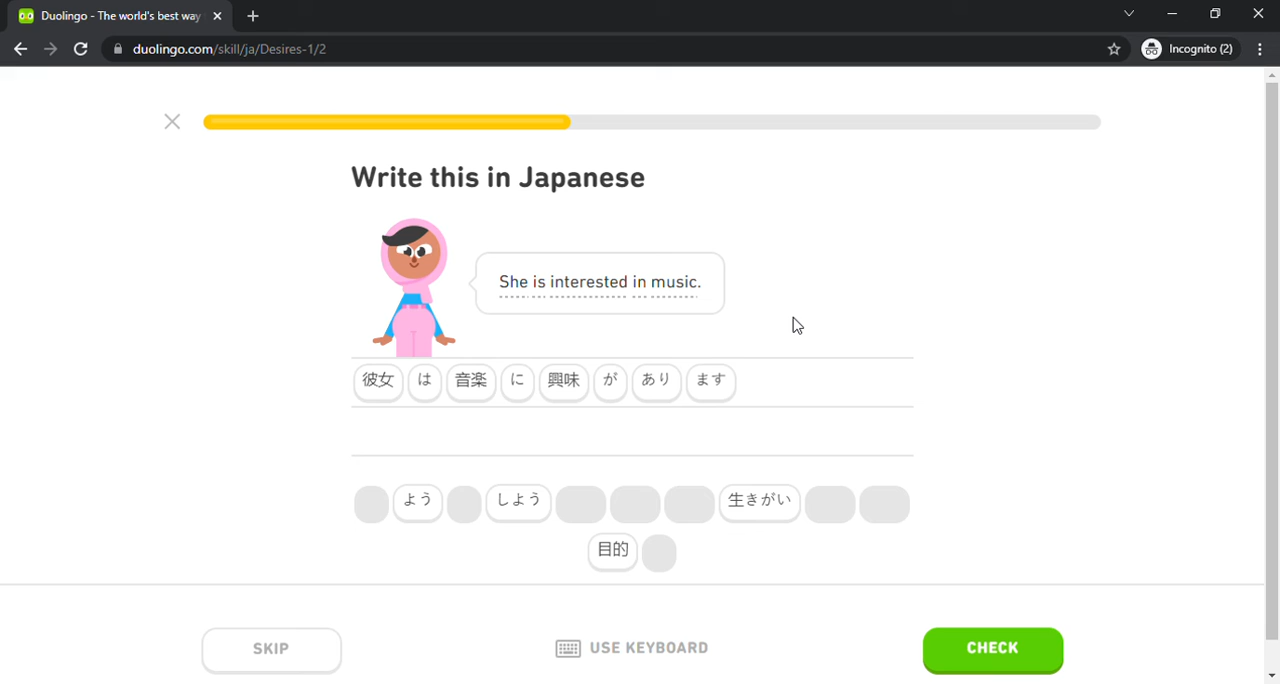 Duolingo - The world's best way
duolingo.com/skill/ja/Desires-1/2
Incognito (2)
Write this in Japanese
She is interested in music.
彼女 は 音楽 に 興味 が あり ます
よう しよう 生きがい
目的
SKIP
USE KEYBOARD
CHECK